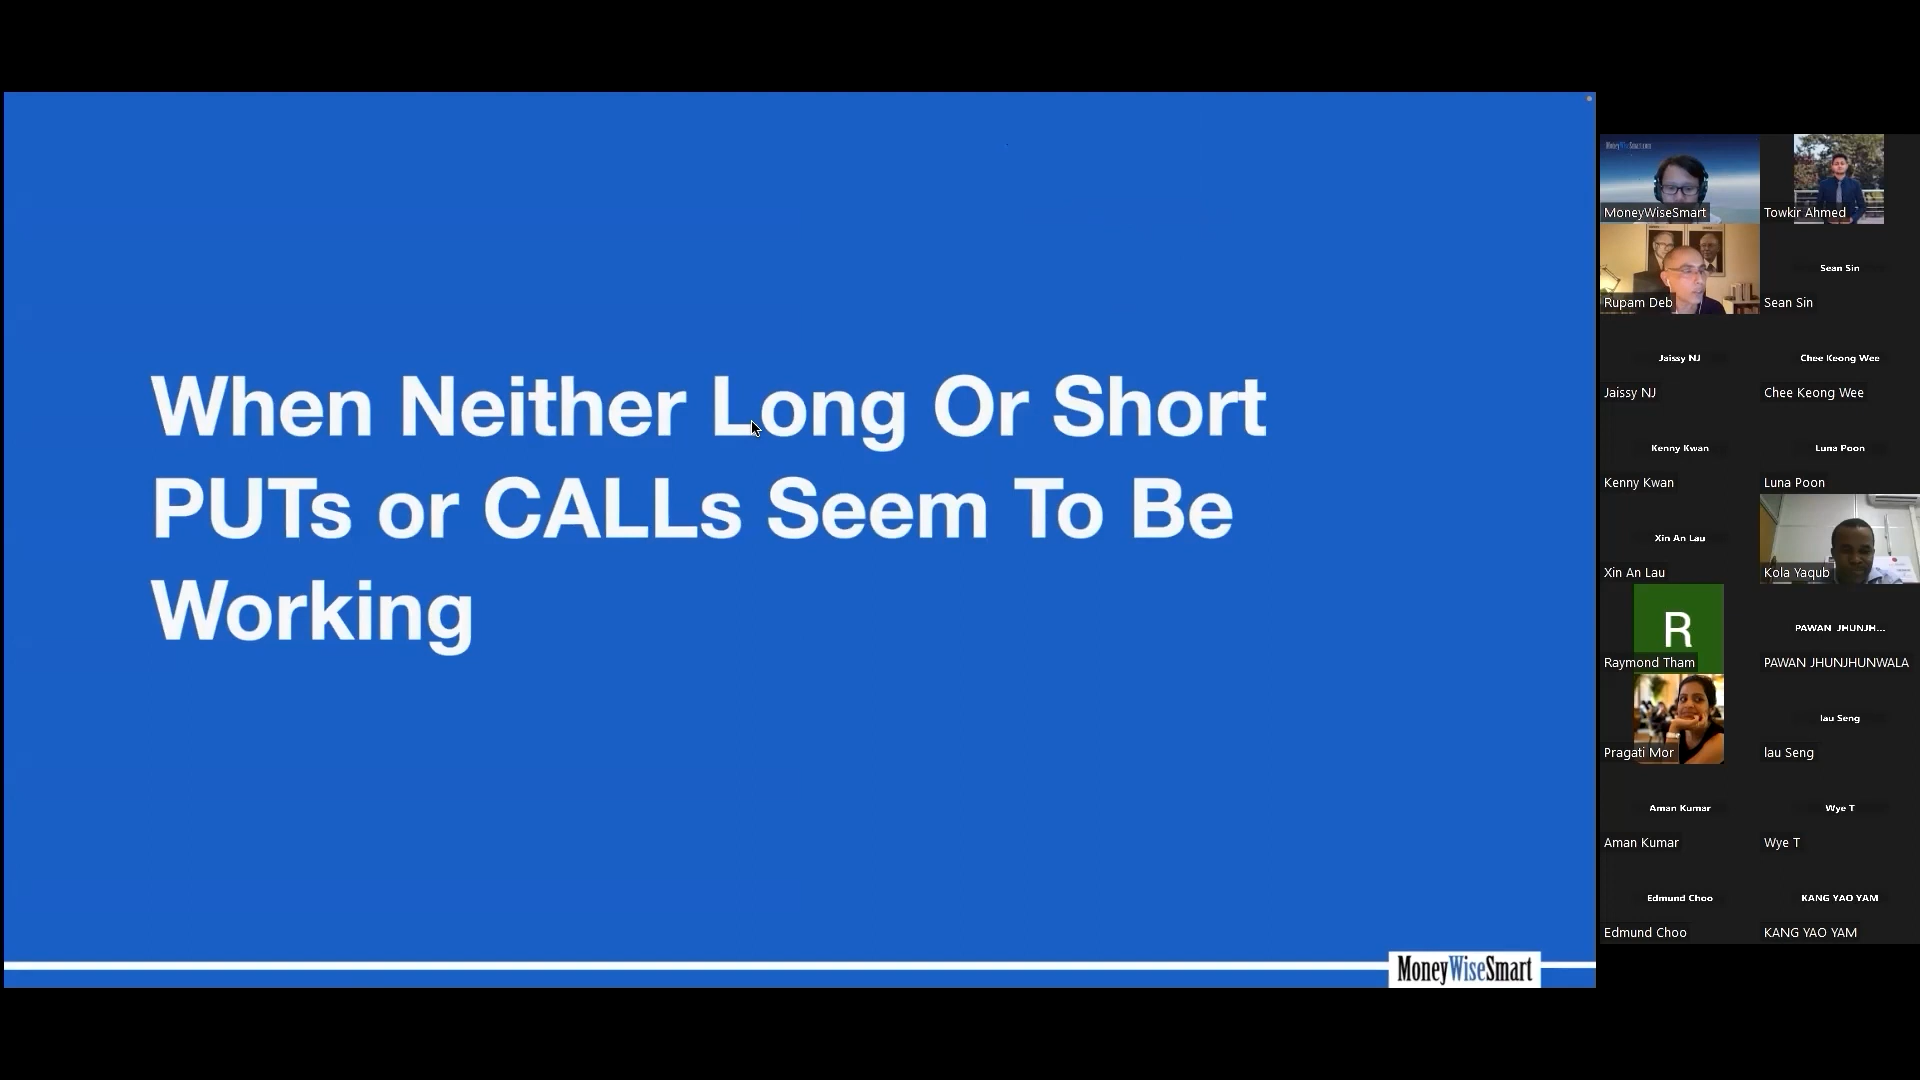 When Neither Long Or Short
PUTs or CALLs Seem To Be
Working
MoneyWiseSmart
MoneyWiseSmart
Towkir Ahmed
Rupam Deb
Sean Sin
Sean Sin
Jaissy NJ
Jaissy NJ
Chee Keong Wee
Chee Keong Wee
Kenny Kwan
Kenny Kwan
Luna Poon
Luna Poon
Xin An Lau
Xin An Lau
Kola Yaqub
R
Raymond Tham
PAWAN JHUNJH...
PAWAN JHUNJHUNWALA
Pragati Mor
lau Seng
lau Seng
Aman Kumar
Aman Kumar
Wye T
Wye T
Edmund Choo
Edmund Choo
KANG YAO YAM
KANG YAO YAM